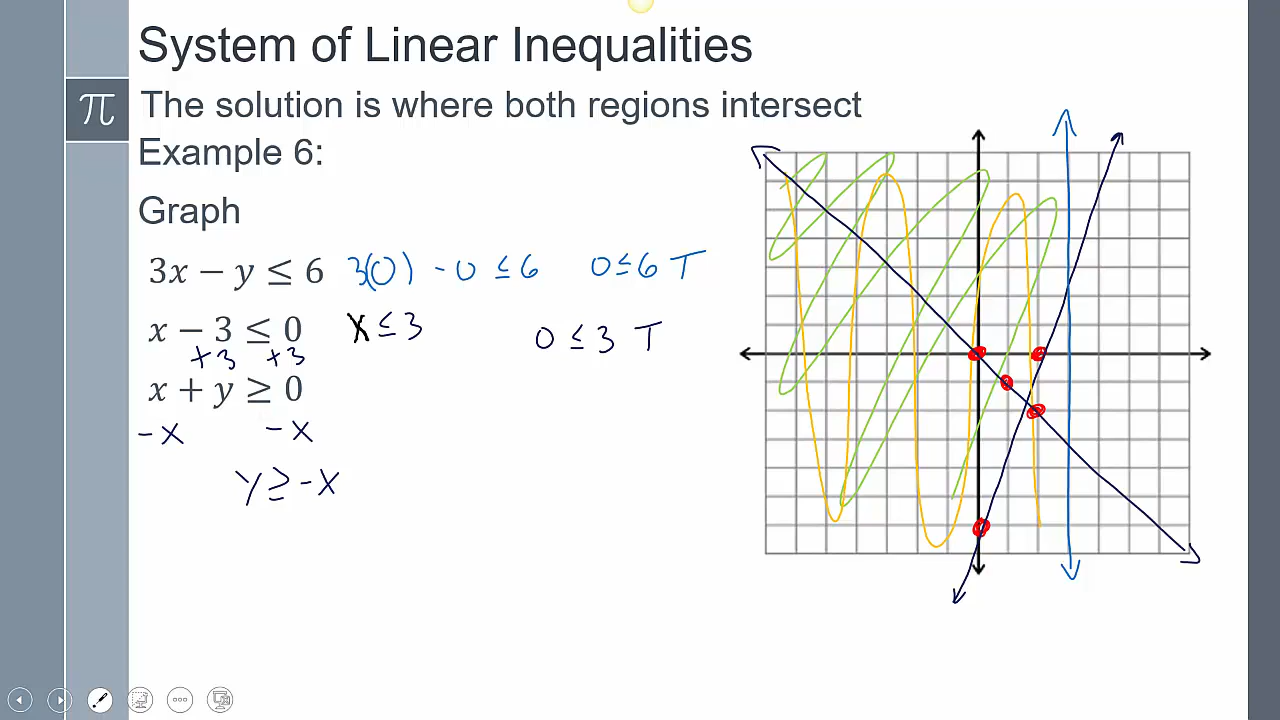 System of Linear Inequalities
π The solution is where both regions intersect
Example 6:
Graph
3x − y ≤ 6 3(0) - 0 ≤ 6 0 ≤ 6 T
x − 3 ≤ 0 x ≤ 3 0 ≤ 3 T
+3 +3
x + y ≥ 0
-x -x
y ≥ -x